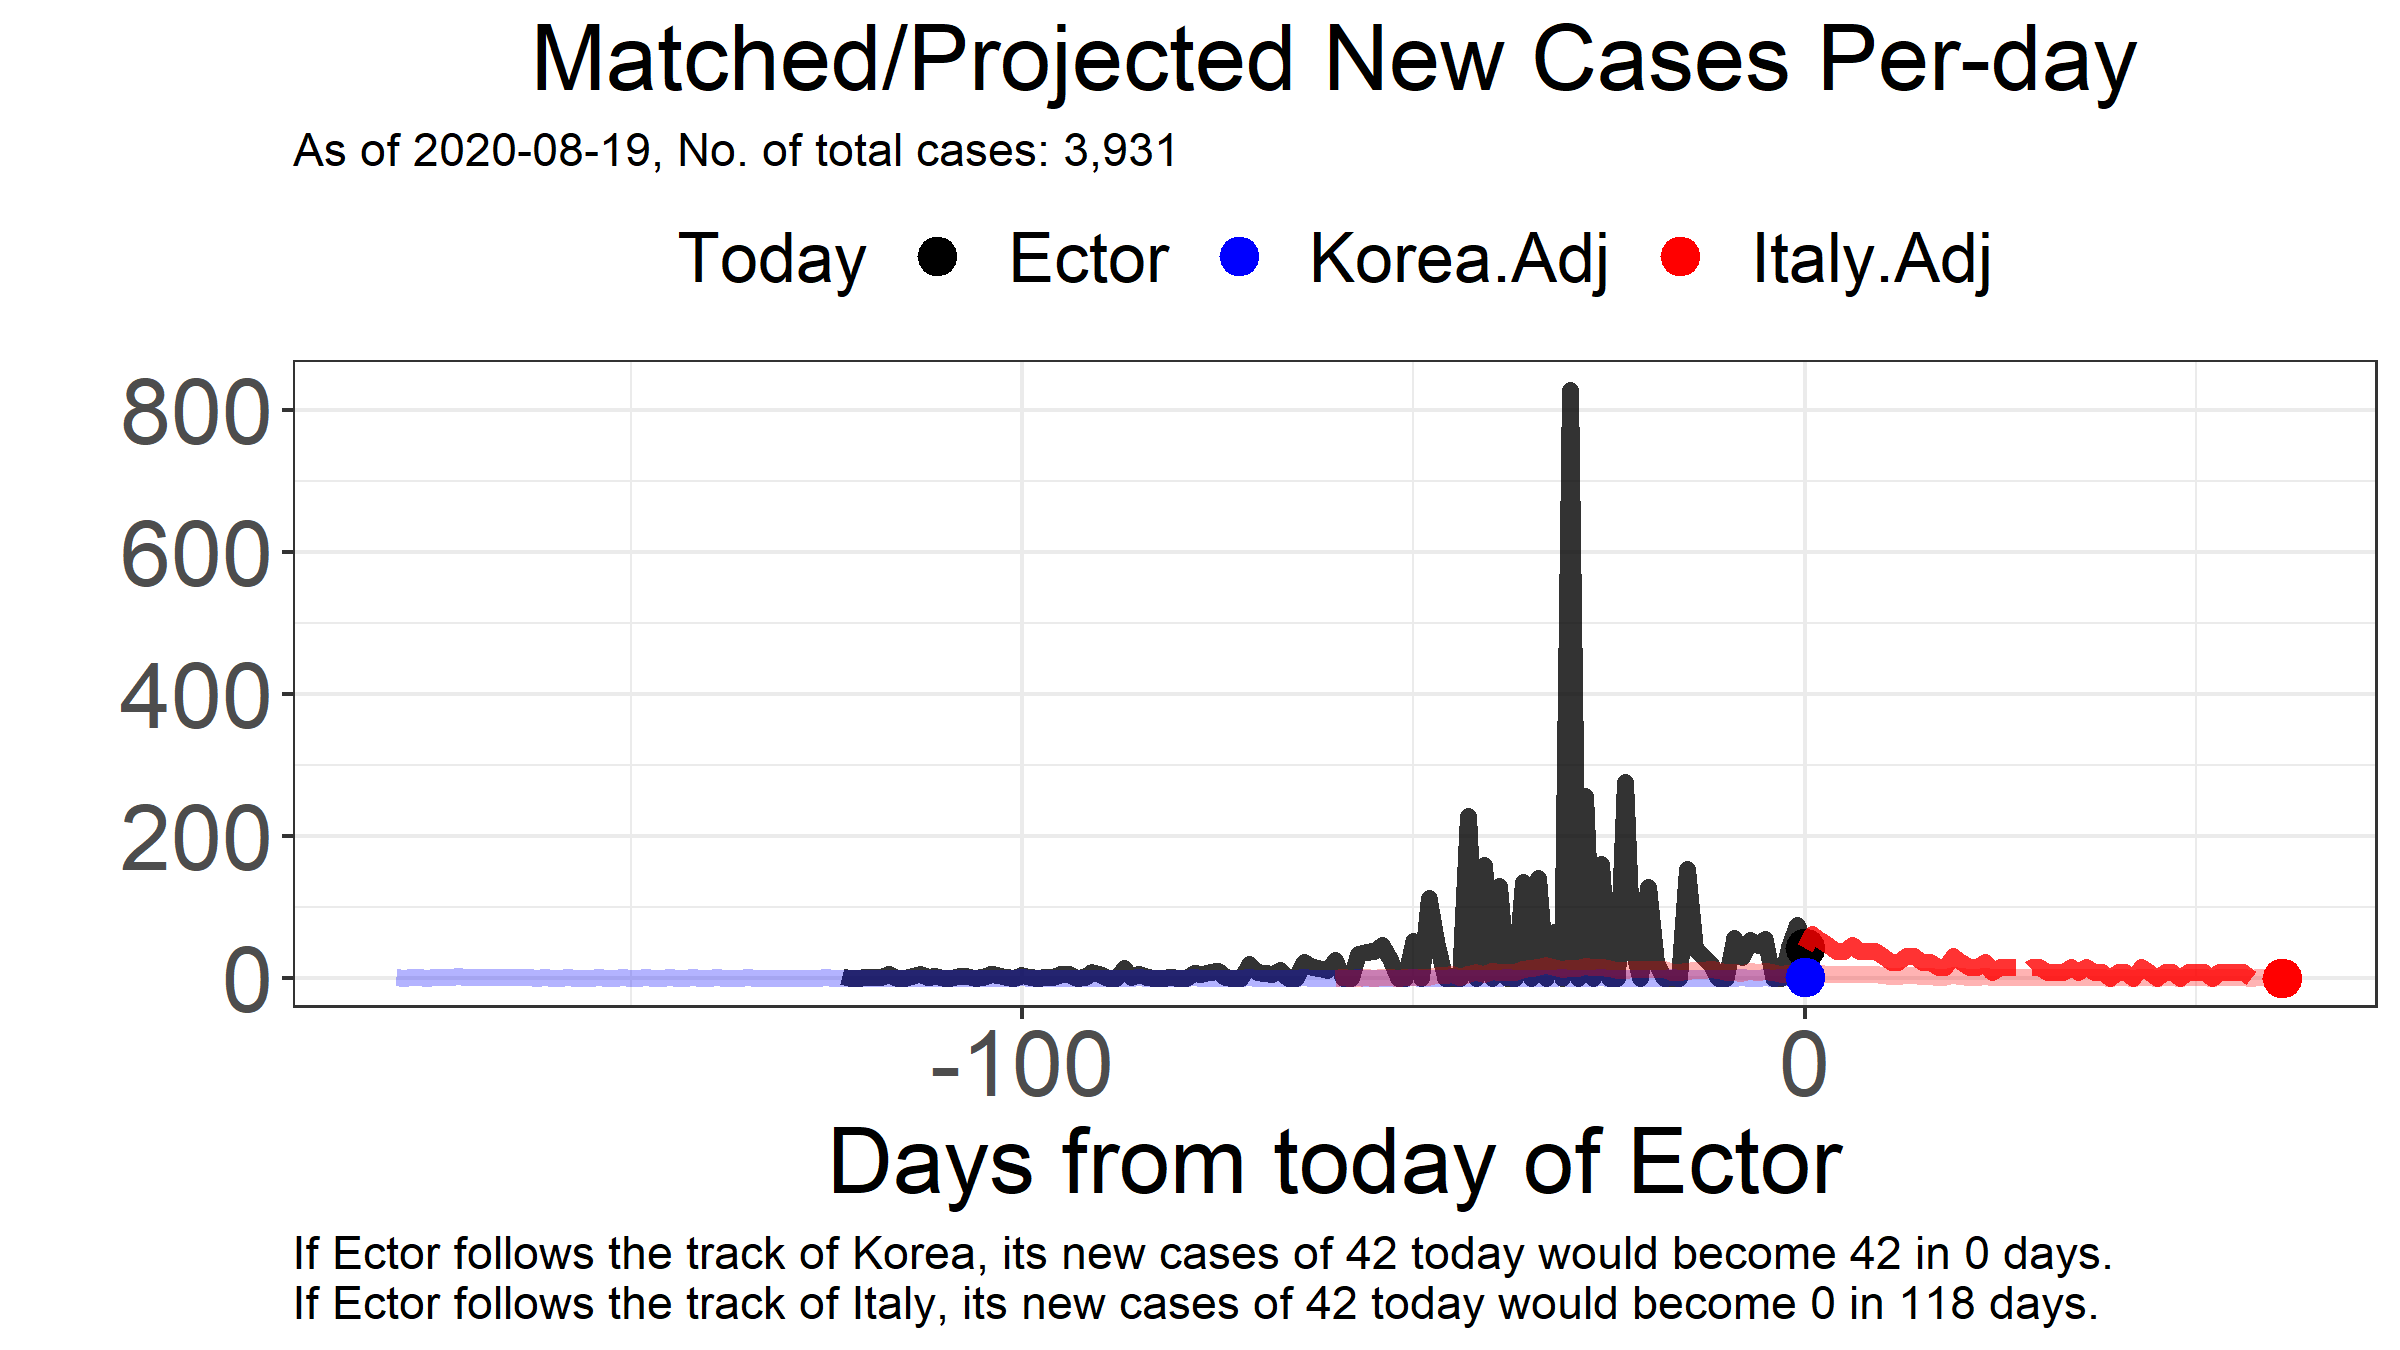 Matched/Projected New Cases Per-day
As of 2020-08-19, No. of total cases: 3,931
Today Ector Korea.Adj Italy.Adj
800
600
400
200
0
-100 0
Days from today of Ector
If Ector follows the track of Korea, its new cases of 42 today would become 42 in 0 days.
If Ector follows the track of Italy, its new cases of 42 today would become 0 in 118 days.